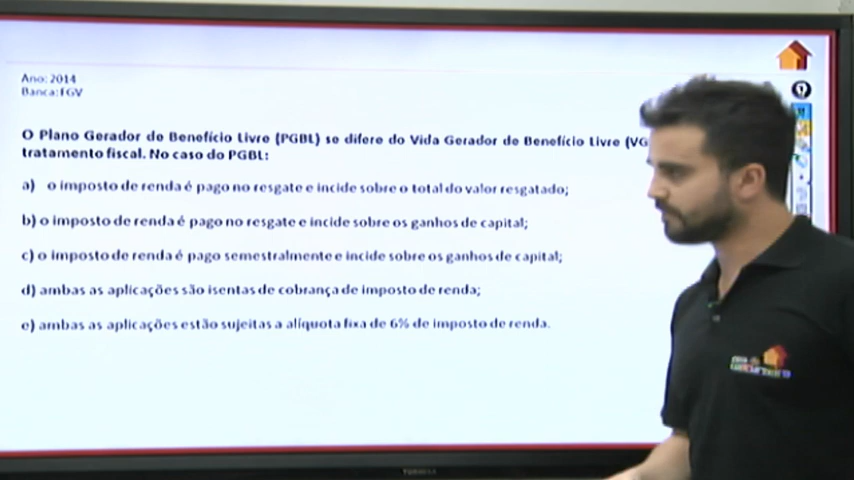 Ano: 2014
Banca: FGV
O Plano Gerador de Benefício Livre (PGBL) se difere do Vida Gerador de Benefício Livre (VG
tratamento fiscal. No caso do PGBL:
a) o imposto de renda é pago no resgate e incide sobre o total do valor resgatado;
b) o imposto de renda é pago no resgate e incide sobre os ganhos de capital;
c) o imposto de renda é pago semestralmente e incide sobre os ganhos de capital;
d) ambas as aplicações são isentas de cobrança de imposto de renda;
e) ambas as aplicações estão sujeitas a alíquota fixa de 6% de imposto de renda.